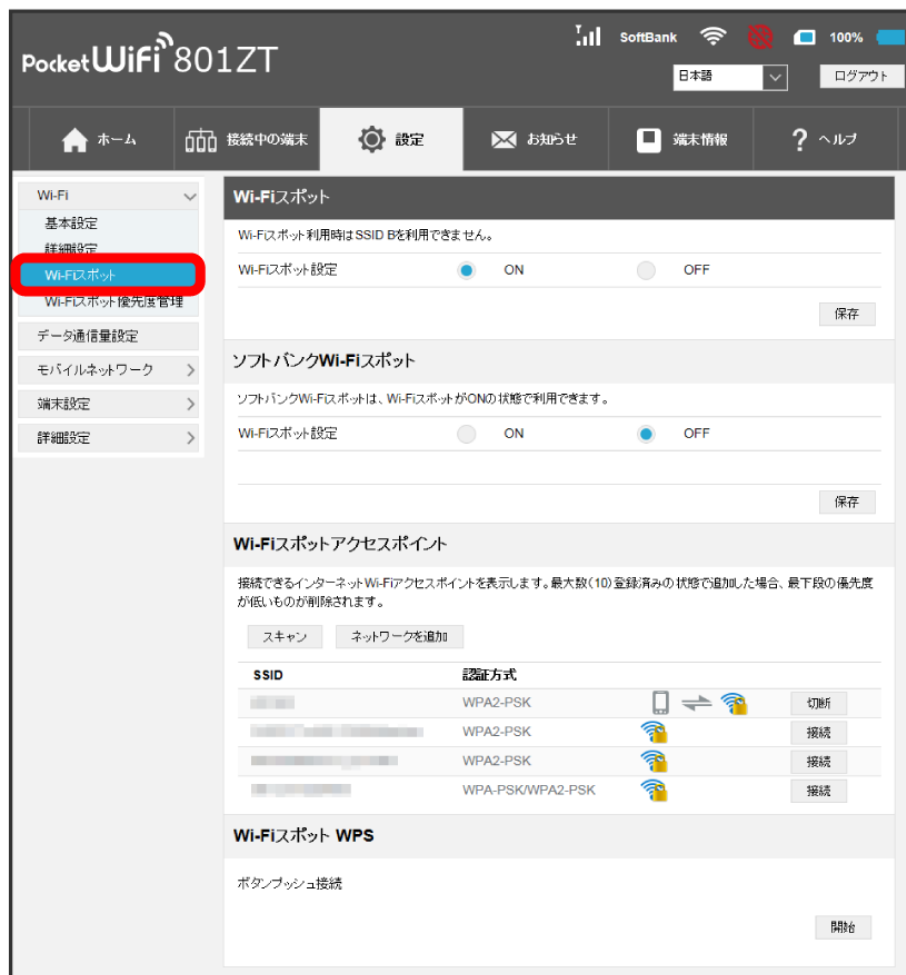 SoftBank 100%
Pocket WiFi 801ZT
日本語 ログアウト
ホーム 接続中の端末 設定 お知らせ 端末情報 ? ヘルプ
Wi-Fi
基本設定
詳細設定
Wi-Fiスポット
Wi-Fiスポット優先度管理
データ通信量設定
モバイルネットワーク
端末設定
詳細設定
Wi-Fiスポット
Wi-Fiスポット利用時はSSID Bを利用できません。
Wi-Fiスポット設定 ON OFF
保存
ソフトバンクWi-Fiスポット
ソフトバンクWi-Fiスポットは、Wi-FiスポットがONの状態で利用できます。
Wi-Fiスポット設定 ON OFF
保存
Wi-Fiスポットアクセスポイント
接続できるインターネットWi-Fiアクセスポイントを表示します。最大数(10)登録済みの状態で追加した場合、最下段の優先度
が低いものが削除されます。
スキャン ネットワークを追加
SSID 認証方式
WPA2-PSK 切断
WPA2-PSK 接続
WPA2-PSK 接続
WPA-PSK/WPA2-PSK 接続
Wi-Fiスポット WPS
ボタンプッシュ接続
開始